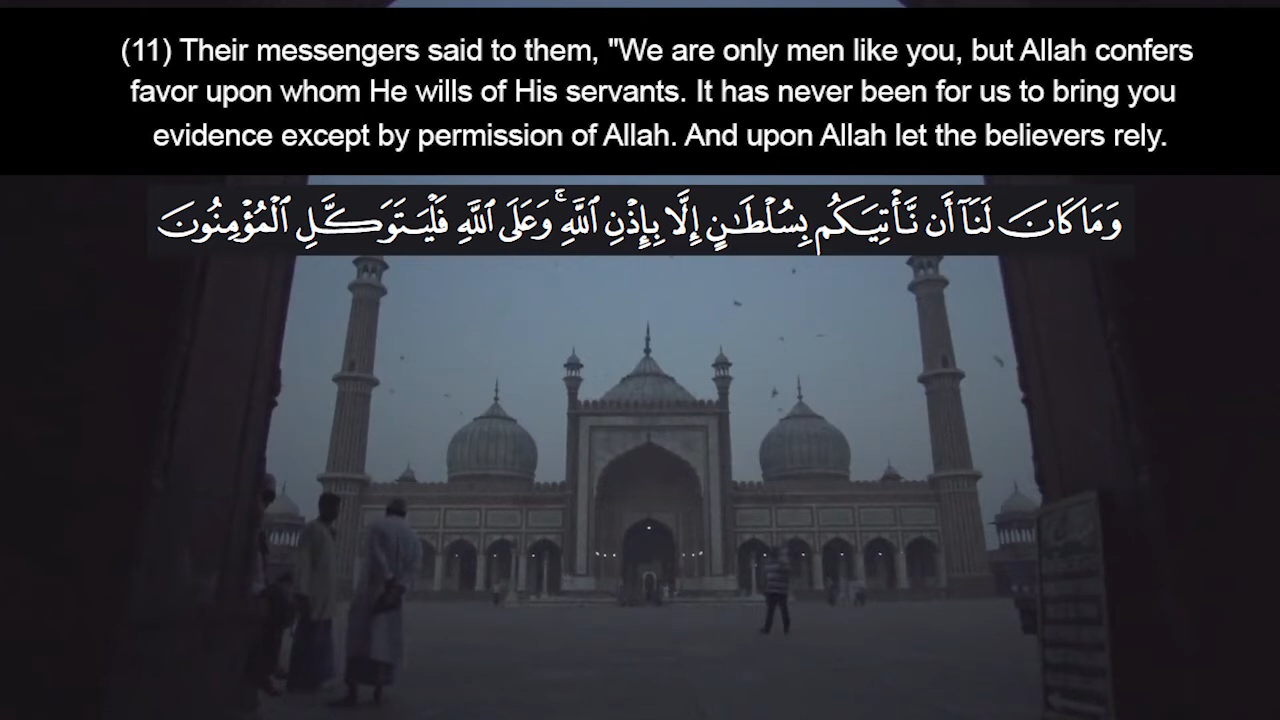 (11) Their messengers said to them, "We are only men like you, but Allah confers
favor upon whom He wills of His servants. It has never been for us to bring you
evidence except by permission of Allah. And upon Allah let the believers rely.
وَمَا كَانَ لَنَآ أَن نَّأْتِيَكُم بِسُلْطَـٰنٍ إِلَّا بِإِذْنِ ٱللَّهِ ۚ وَعَلَى ٱللَّهِ فَلْيَتَوَكَّلِ ٱلْمُؤْمِنُونَ